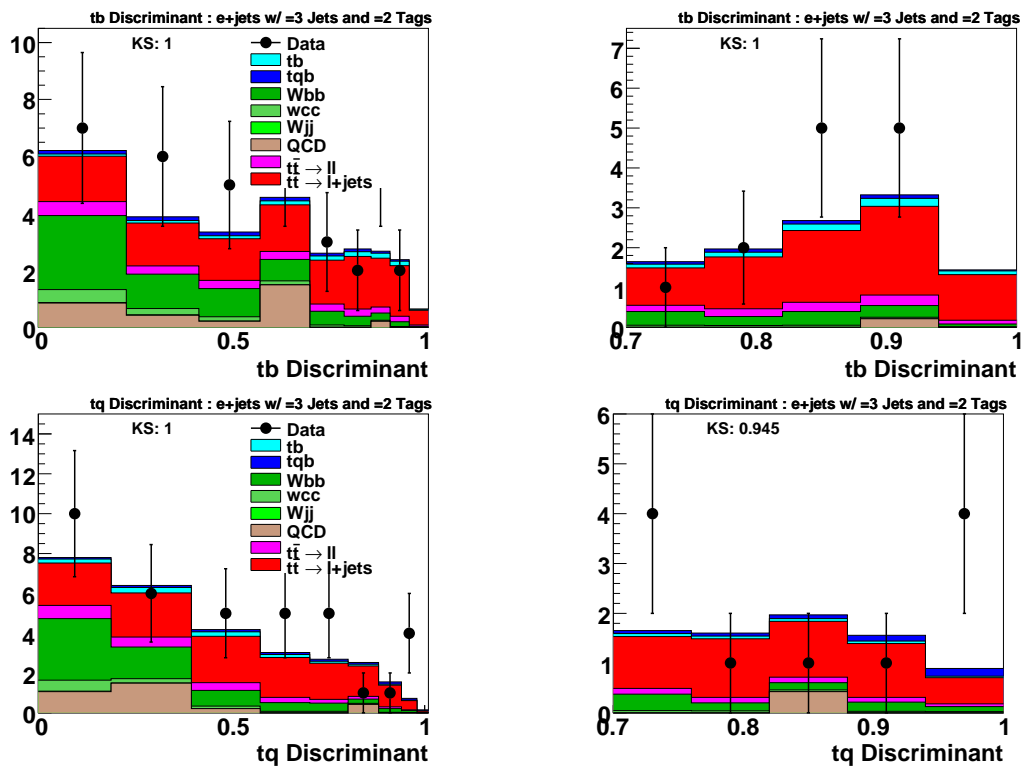 tb Discriminant : e+jets w/ =3 Jets and =2 Tags
KS: 1
Data
tb
tqb
Wbb
wcc
Wjj
QCD
tt̄ → ll
tt̄ → l+jets
10
8
6
4
2
0
0 0.5 1
tb Discriminant
tb Discriminant : e+jets w/ =3 Jets and =2 Tags
KS: 1
7
6
5
4
3
2
1
0
0.7 0.8 0.9 1
tb Discriminant
tq Discriminant : e+jets w/ =3 Jets and =2 Tags
KS: 1
Data
tb
tqb
Wbb
wcc
Wjj
QCD
tt̄ → ll
tt̄ → l+jets
14
12
10
8
6
4
2
0
0 0.5 1
tq Discriminant
tq Discriminant : e+jets w/ =3 Jets and =2 Tags
KS: 0.945
6
5
4
3
2
1
0
0.7 0.8 0.9 1
tq Discriminant